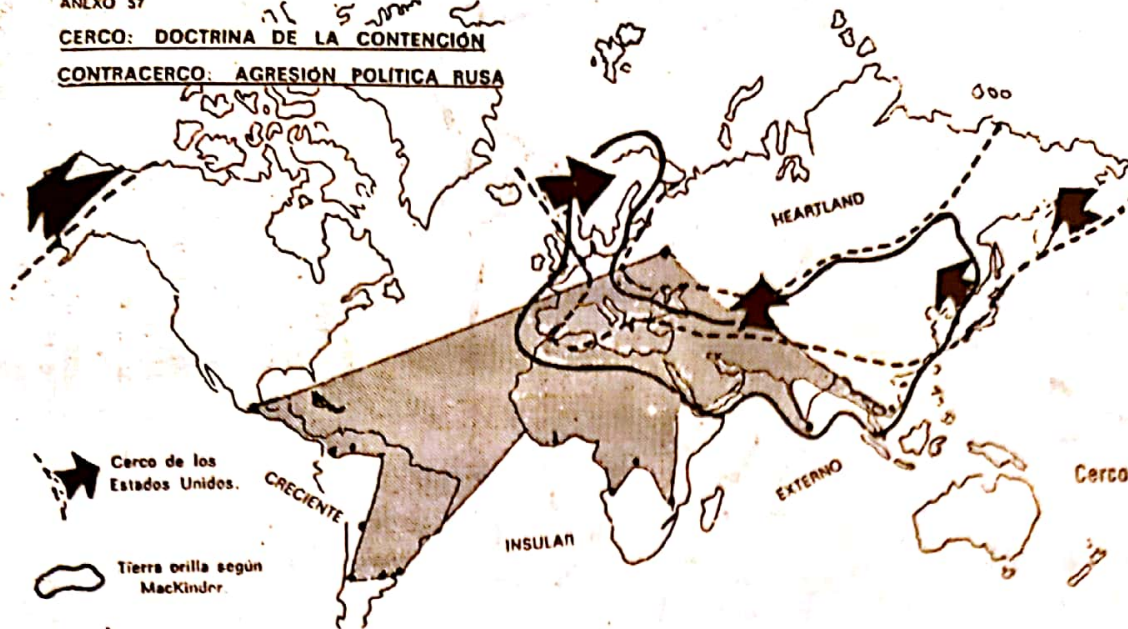 ANEXO 57
CERCO: DOCTRINA DE LA CONTENCIÓN
CONTRACERCO: AGRESIÓN POLÍTICA RUSA
HEARTLAND
Cerco de los
Estados Unidos.
CRECIENTE
INSULAR
EXTERNO
Cerco
Tierra orilla según
MacKinder.